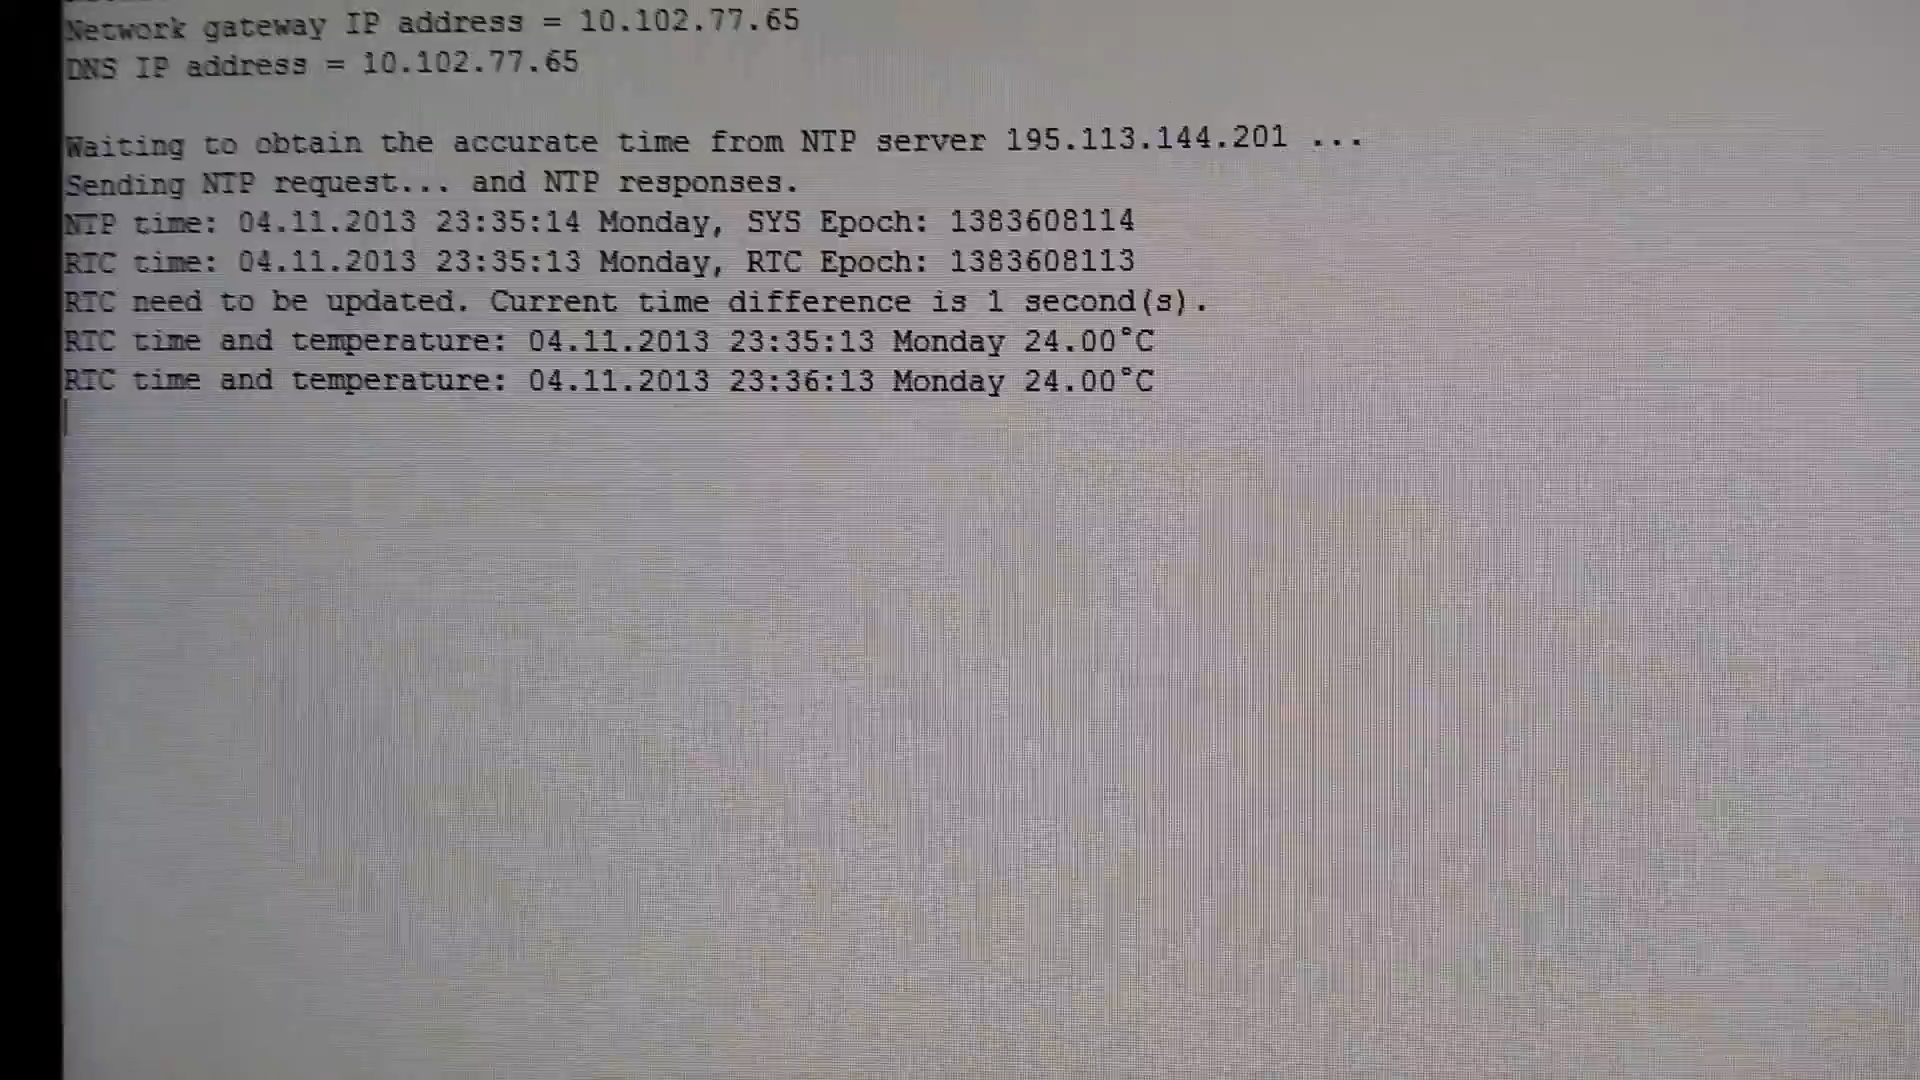 Network gateway IP address = 10.102.77.65
DNS IP address = 10.102.77.65
Waiting to obtain the accurate time from NTP server 195.113.144.201 ...
Sending NTP request... and NTP responses.
NTP time: 04.11.2013 23:35:14 Monday, SYS Epoch: 1383608114
RTC time: 04.11.2013 23:35:13 Monday, RTC Epoch: 1383608113
RTC need to be updated. Current time difference is 1 second(s).
RTC time and temperature: 04.11.2013 23:35:13 Monday 24.00°C
RTC time and temperature: 04.11.2013 23:36:13 Monday 24.00°C